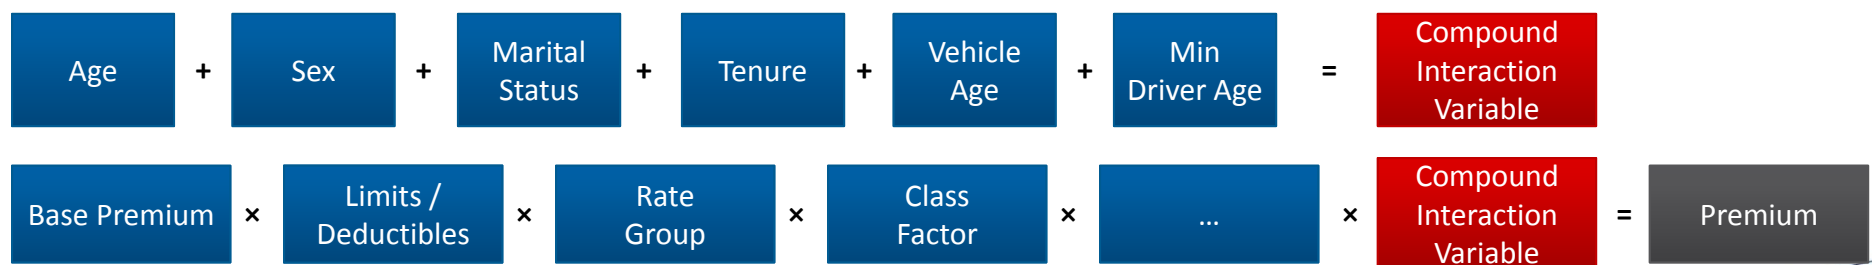 Age + Sex + Marital Status + Tenure + Vehicle Age + Min Driver Age = Compound Interaction Variable
Base Premium × Limits / Deductibles × Rate Group × Class Factor × ... × Compound Interaction Variable = Premium